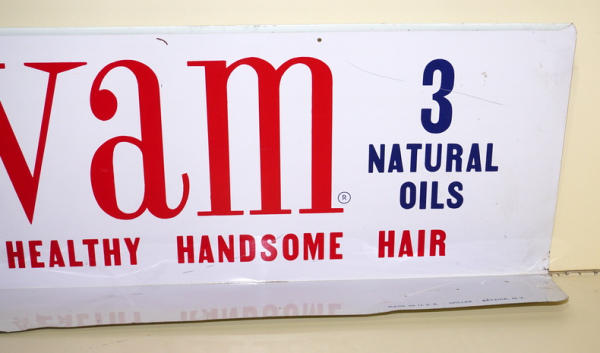 vam®
3
NATURAL
OILS
HEALTHY HANDSOME HAIR